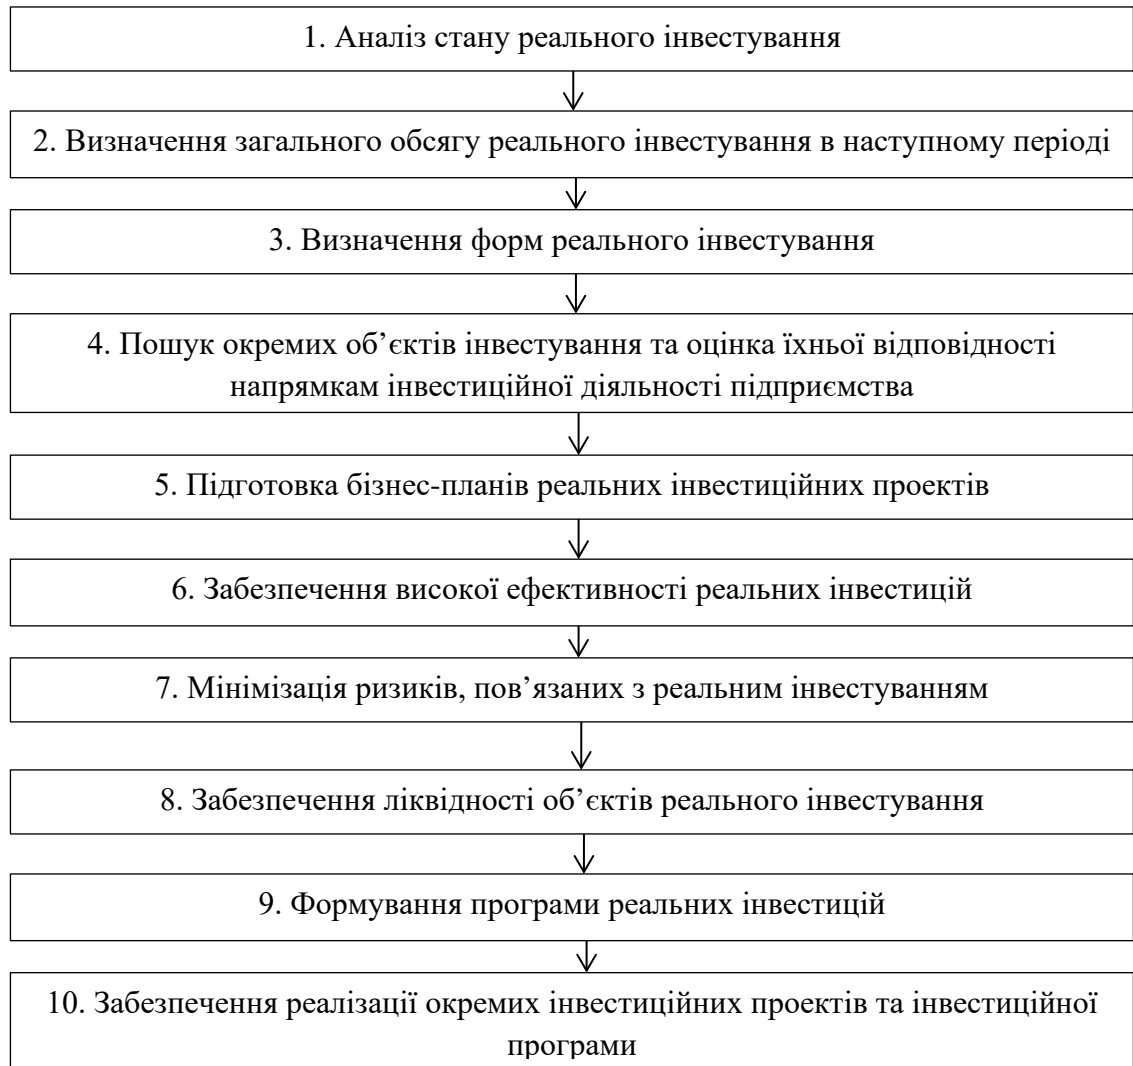 1. Аналіз стану реального інвестування
2. Визначення загального обсягу реального інвестування в наступному періоді
3. Визначення форм реального інвестування
4. Пошук окремих об’єктів інвестування та оцінка їхньої відповідності
напрямкам інвестиційної діяльності підприємства
5. Підготовка бізнес-планів реальних інвестиційних проектів
6. Забезпечення високої ефективності реальних інвестицій
7. Мінімізація ризиків, пов’язаних з реальним інвестуванням
8. Забезпечення ліквідності об’єктів реального інвестування
9. Формування програми реальних інвестицій
10. Забезпечення реалізації окремих інвестиційних проектів та інвестиційної
програми